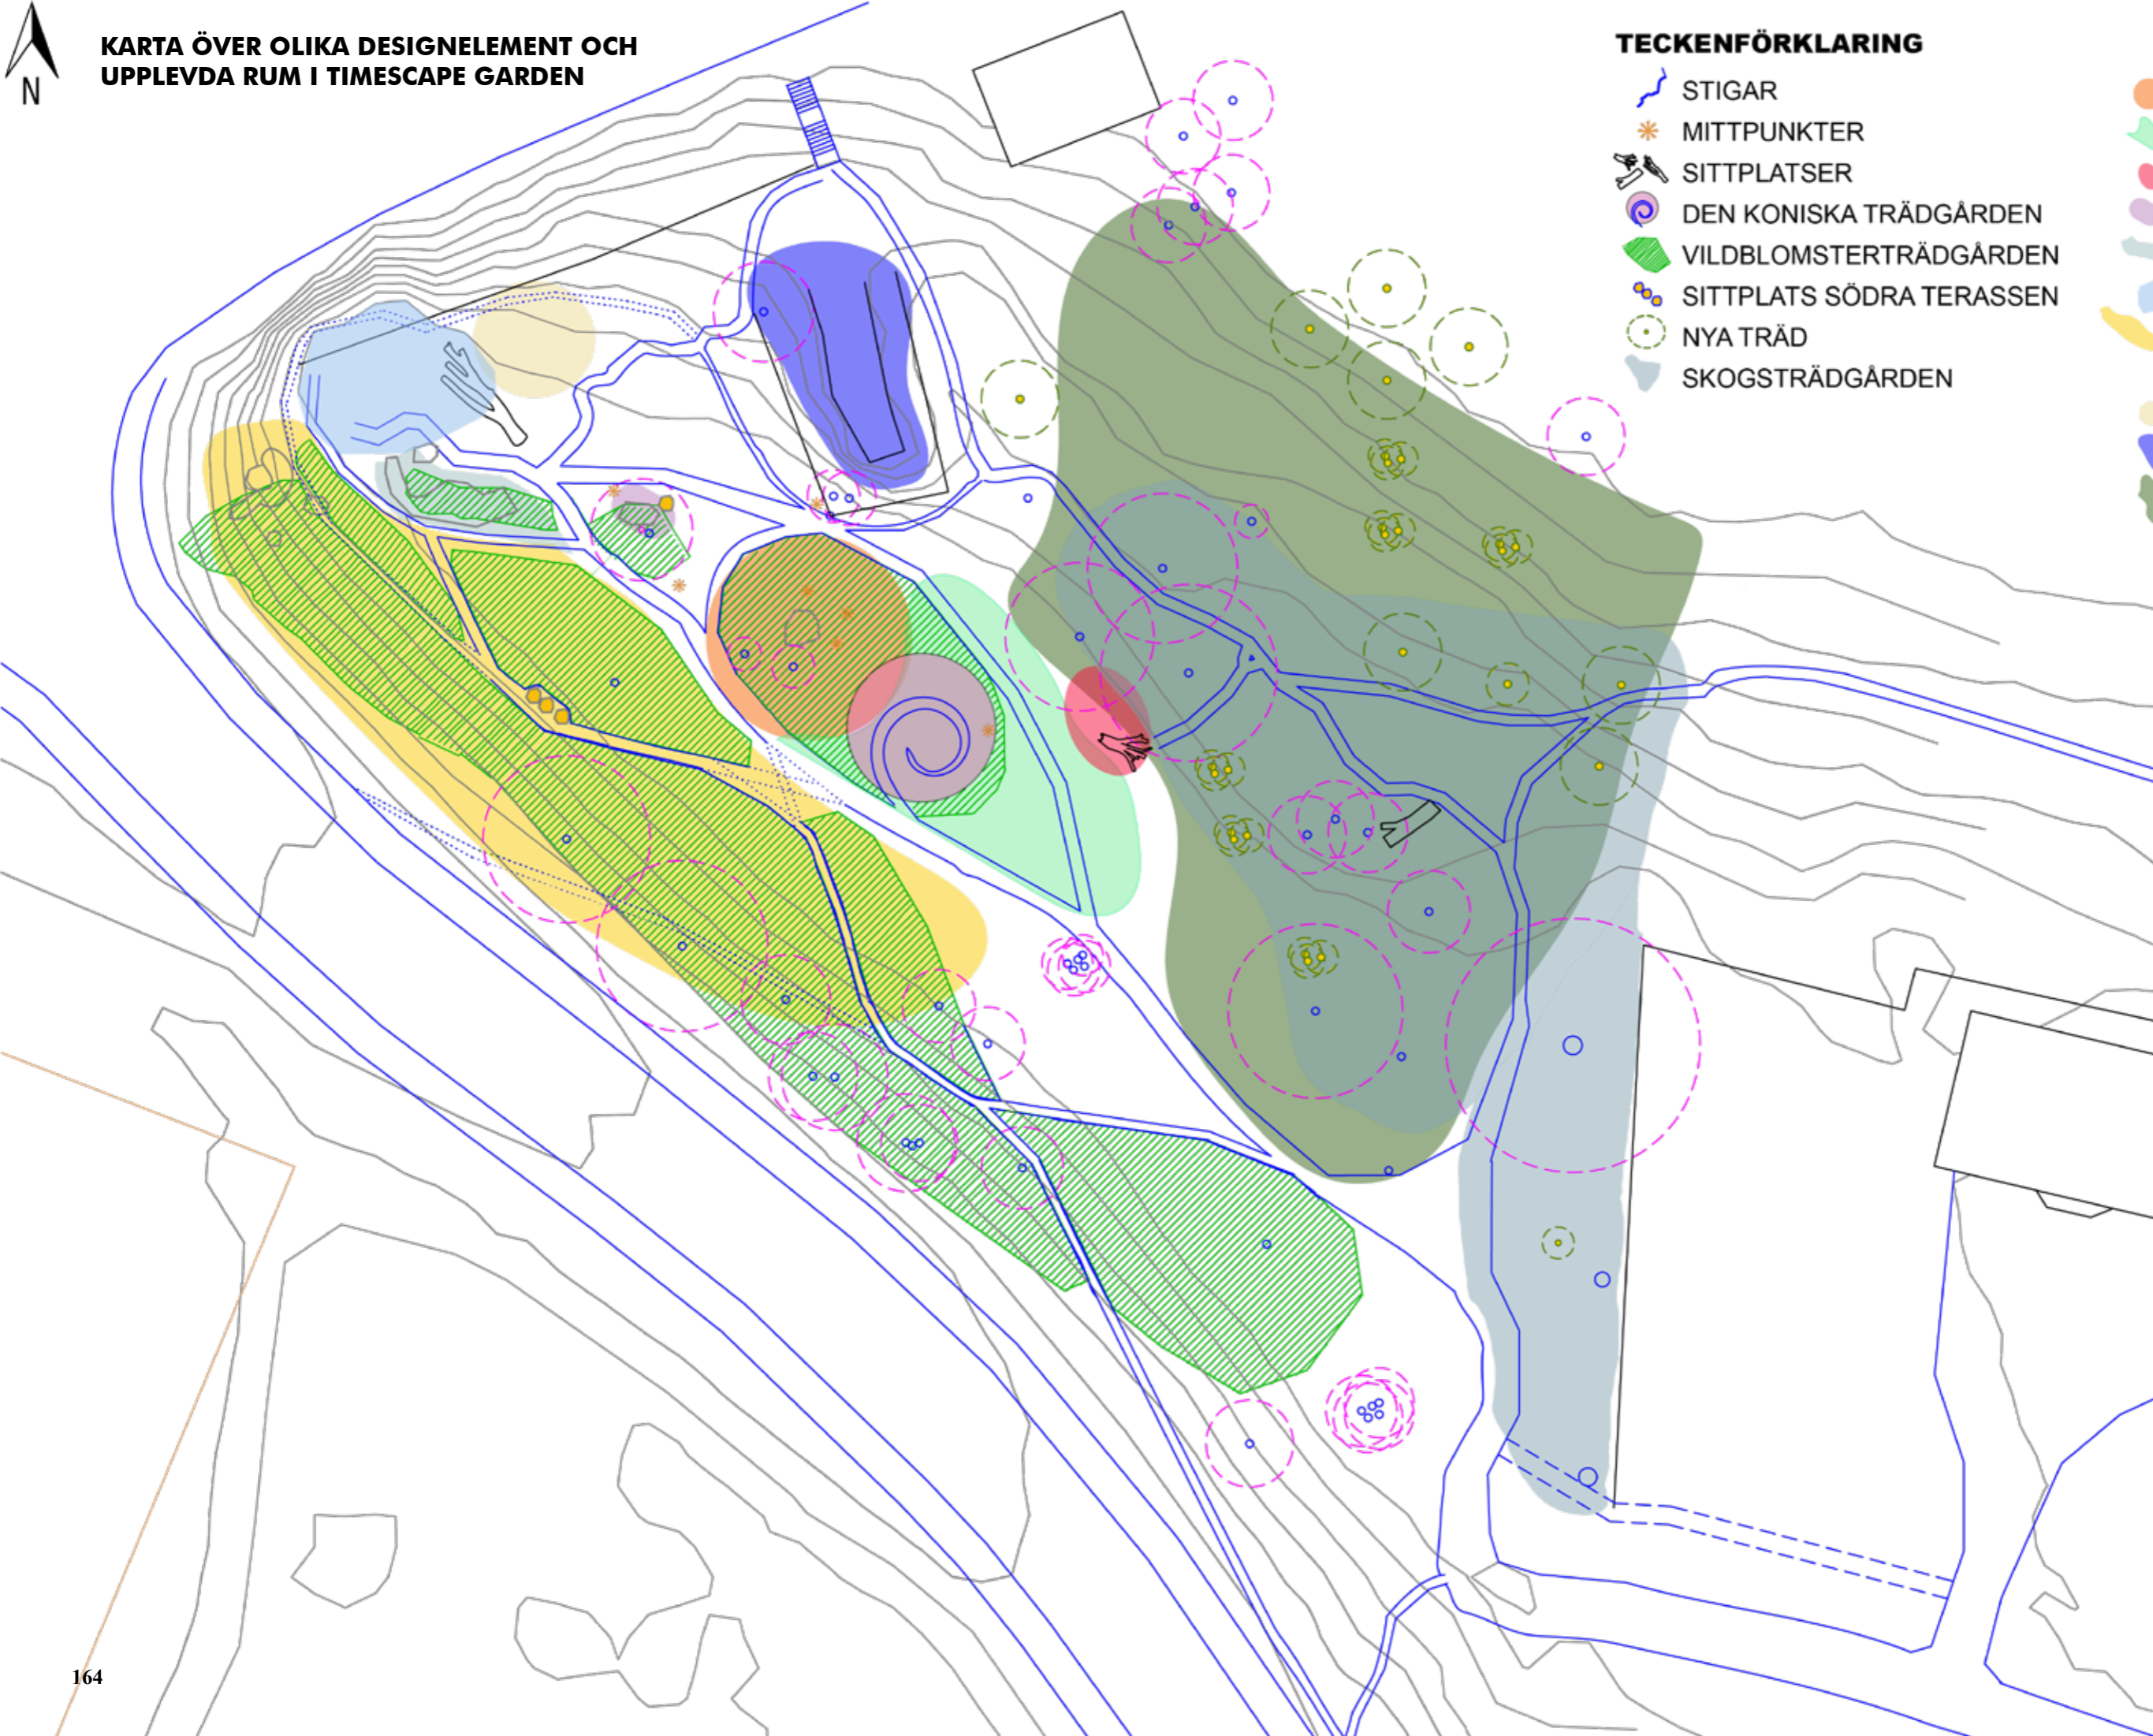 KARTA ÖVER OLIKA DESIGNELEMENT OCH
UPPLEVDA RUM I TIMESCAPE GARDEN
N
TECKENFÖRKLARING
STIGAR
MITTPUNKTER
SITTPLATSER
DEN KONISKA TRÄDGÅRDEN
VILDBLOMSTERTRÄDGÅRDEN
SITTPLATS SÖDRA TERASSEN
NYA TRÄD
SKOGSTRÄDGÅRDEN
164